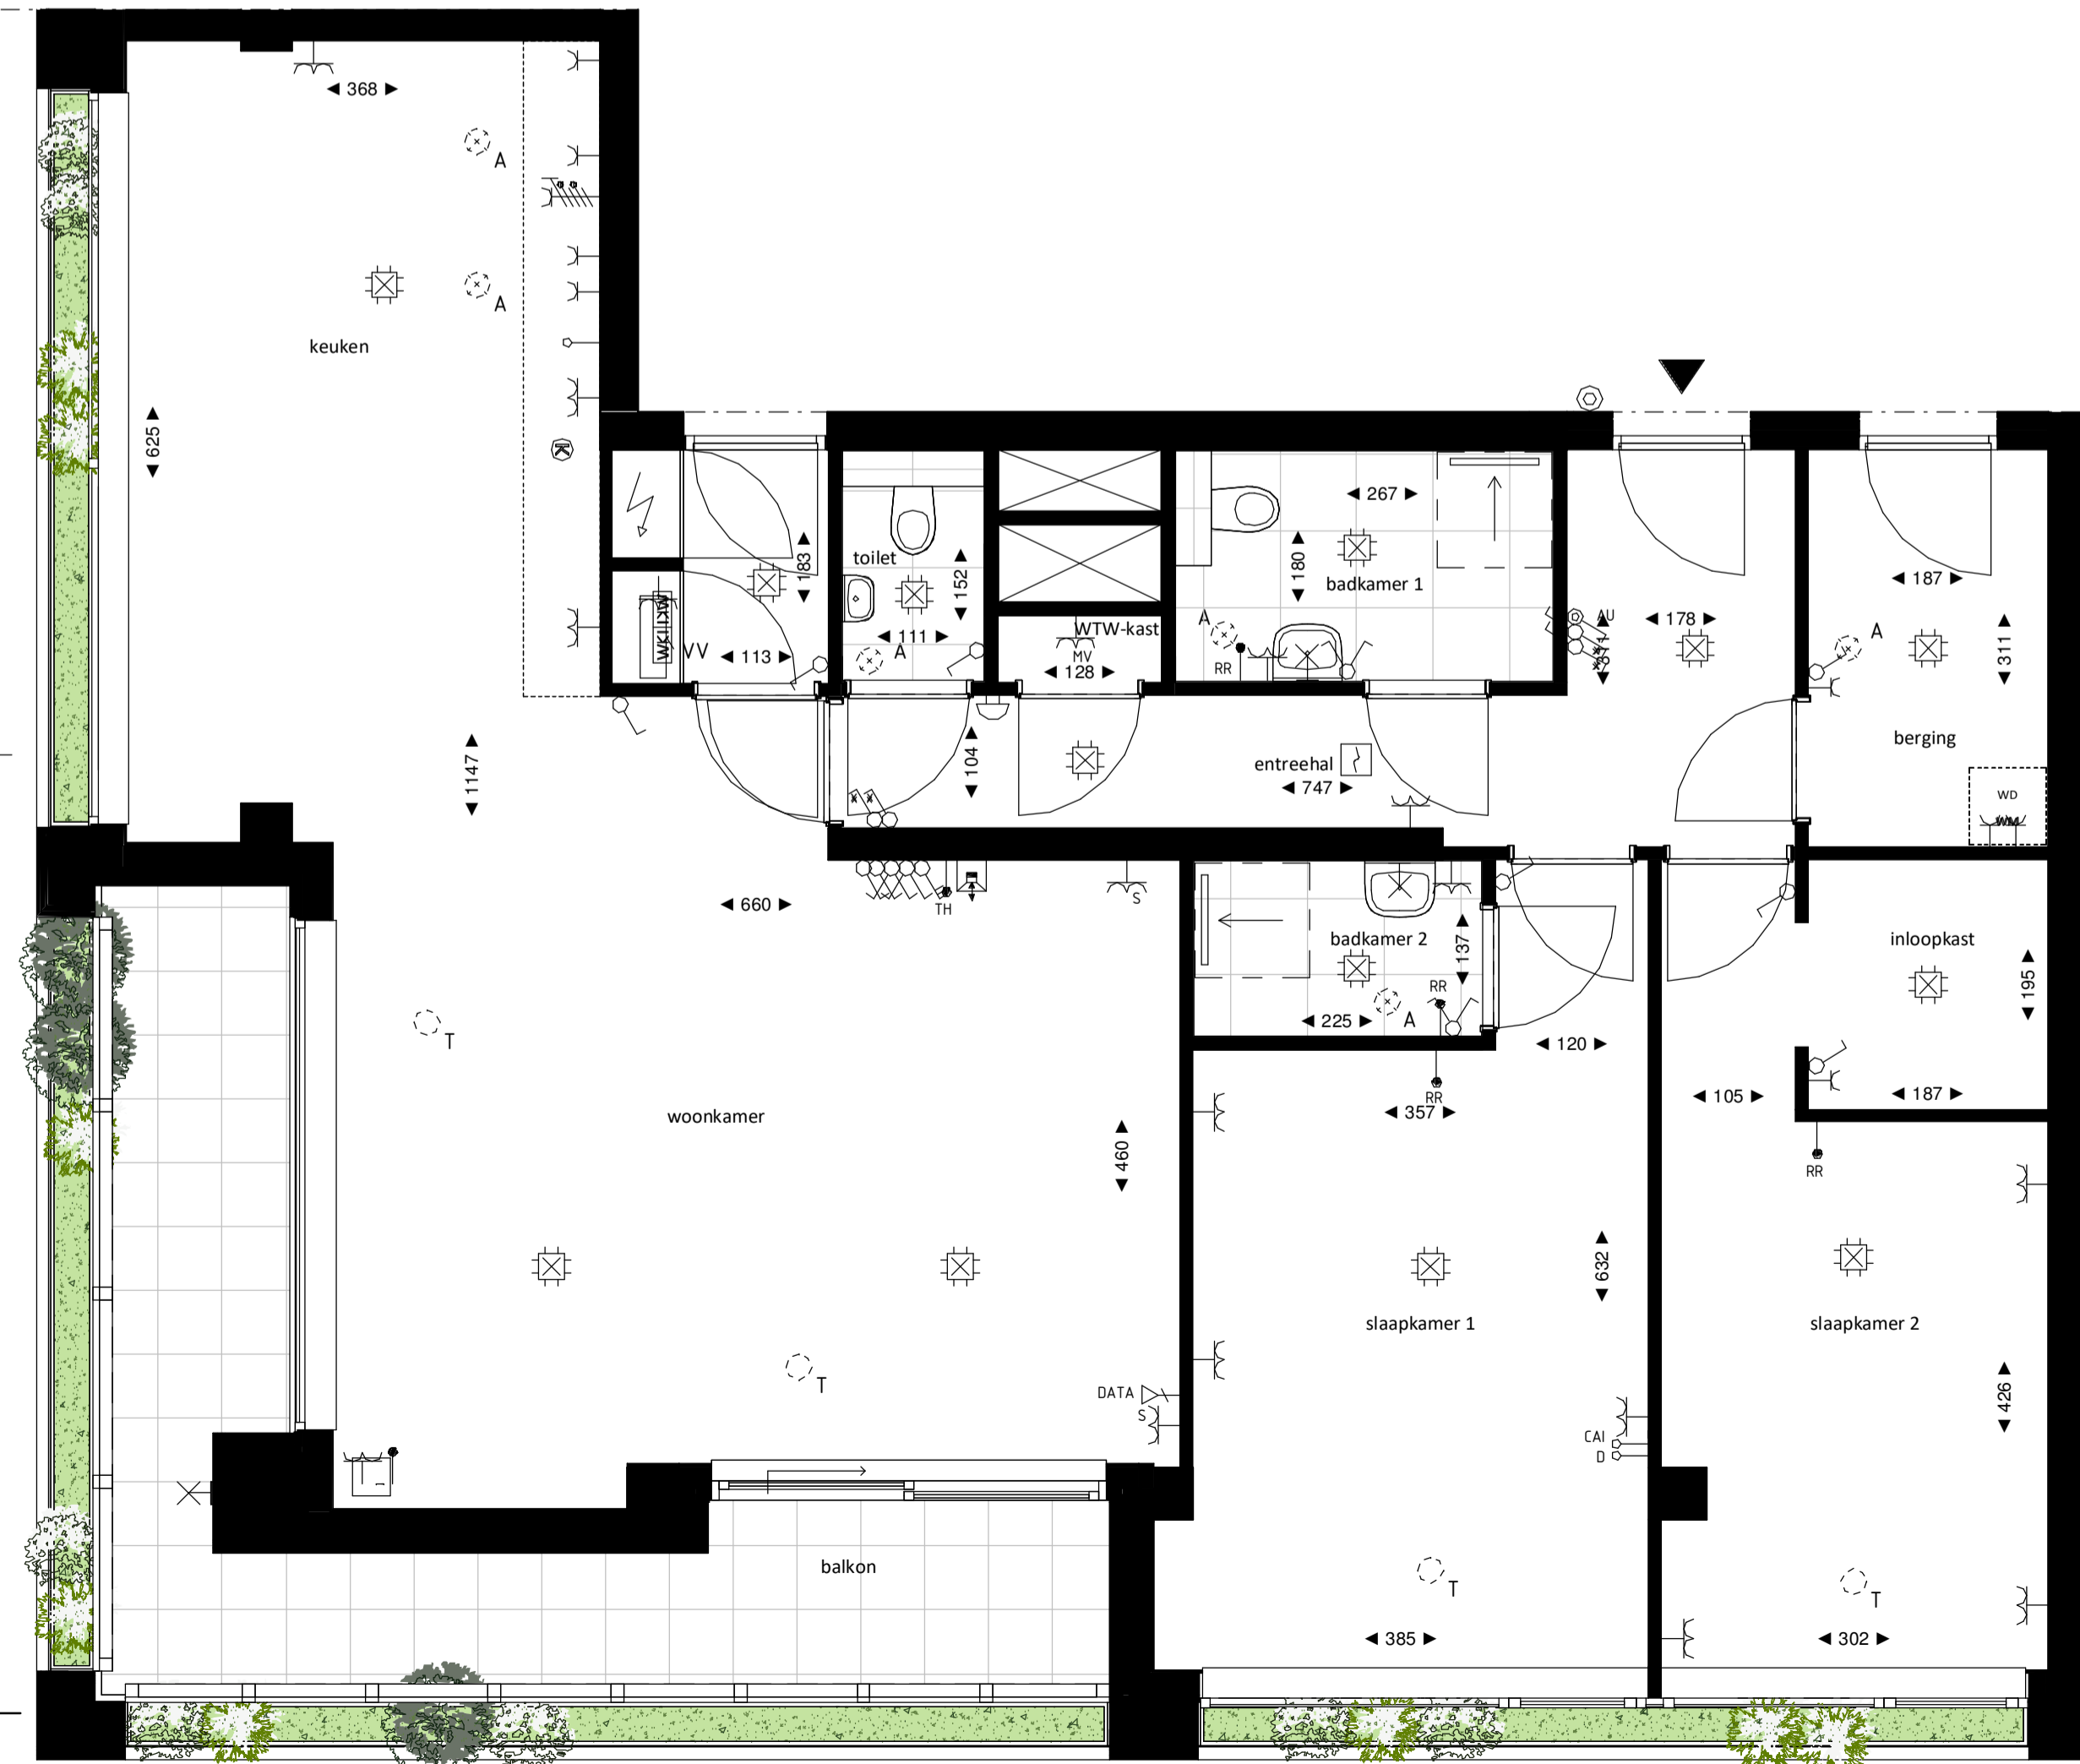 368
A
A
keuken
625
K
267
toilet
183
180
badkamer 1
152
187
AU
178
311
311
A
WTW-kast
111
A
VV
113
MV
128
RR
A
berging
1147
104
entreehal
747
WD
WM
660
TH
S
badkamer 2
137
inloopkast
195
RR
225
A
T
120
RR
357
105
187
woonkamer
460
RR
632
slaapkamer 1
slaapkamer 2
T
DATA
S
426
CAI
D
balkon
T
T
385
302